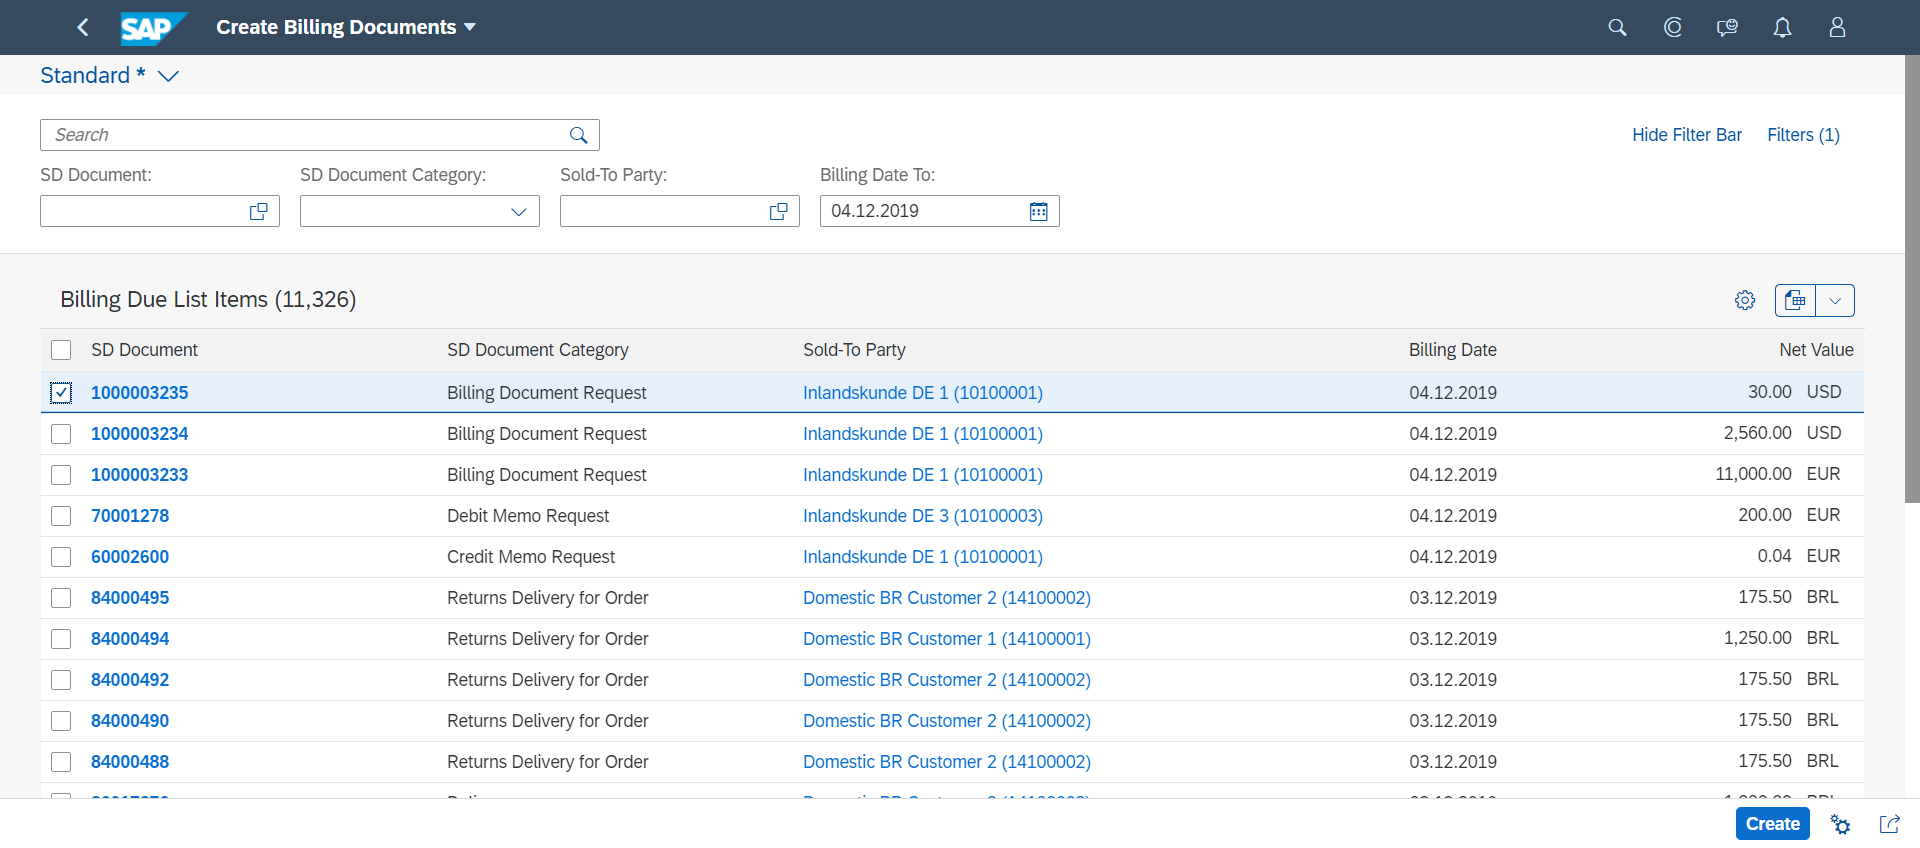 SAP Create Billing Documents
Standard *
Search
Hide Filter Bar Filters (1)
SD Document: SD Document Category: Sold-To Party: Billing Date To:
04.12.2019
Billing Due List Items (11,326)
SD Document SD Document Category Sold-To Party Billing Date Net Value
1000003235 Billing Document Request Inlandskunde DE 1 (10100001) 04.12.2019 30.00 USD
1000003234 Billing Document Request Inlandskunde DE 1 (10100001) 04.12.2019 2,560.00 USD
1000003233 Billing Document Request Inlandskunde DE 1 (10100001) 04.12.2019 11,000.00 EUR
70001278 Debit Memo Request Inlandskunde DE 3 (10100003) 04.12.2019 200.00 EUR
60002600 Credit Memo Request Inlandskunde DE 1 (10100001) 04.12.2019 0.04 EUR
84000495 Returns Delivery for Order Domestic BR Customer 2 (14100002) 03.12.2019 175.50 BRL
84000494 Returns Delivery for Order Domestic BR Customer 1 (14100001) 03.12.2019 1,250.00 BRL
84000492 Returns Delivery for Order Domestic BR Customer 2 (14100002) 03.12.2019 175.50 BRL
84000490 Returns Delivery for Order Domestic BR Customer 2 (14100002) 03.12.2019 175.50 BRL
84000488 Returns Delivery for Order Domestic BR Customer 2 (14100002) 03.12.2019 175.50 BRL
Create